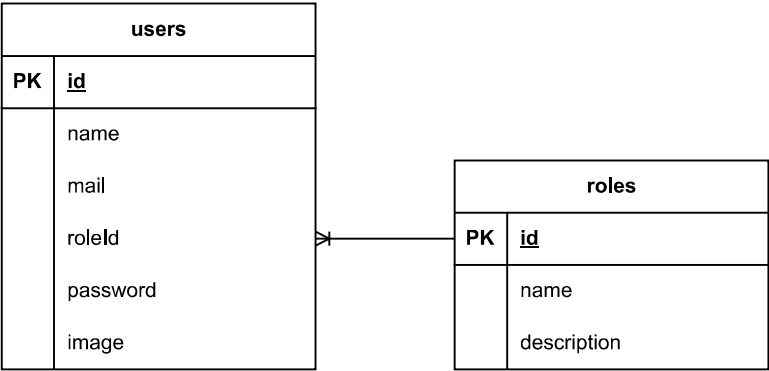 users
PK id
name
mail
roleId
password
image
roles
PK id
name
description